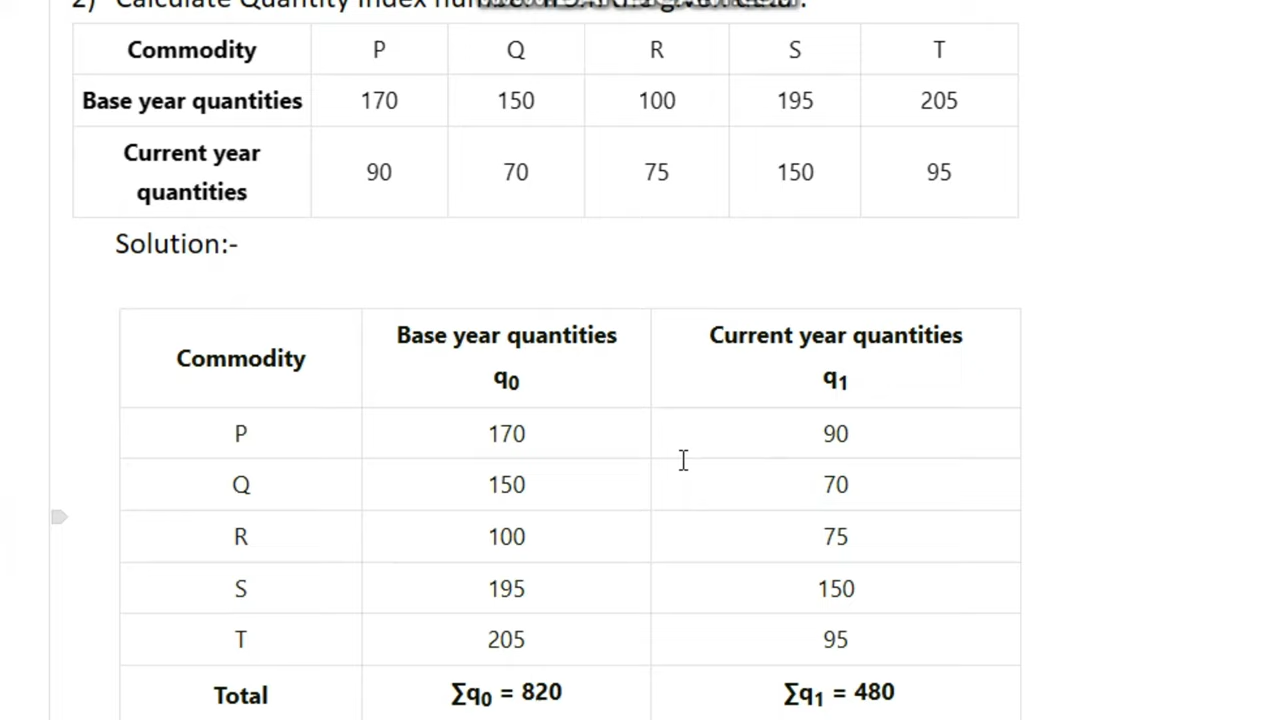 2) Calculate Quantity Index
Commodity P Q R S T
Base year quantities 170 150 100 195 205
Current year
quantities 90 70 75 150 95
Solution:-
Commodity Base year quantities q₀ Current year quantities q₁
P 170 90
Q 150 70
R 100 75
S 195 150
T 205 95
Total ∑q₀ = 820 ∑q₁ = 480